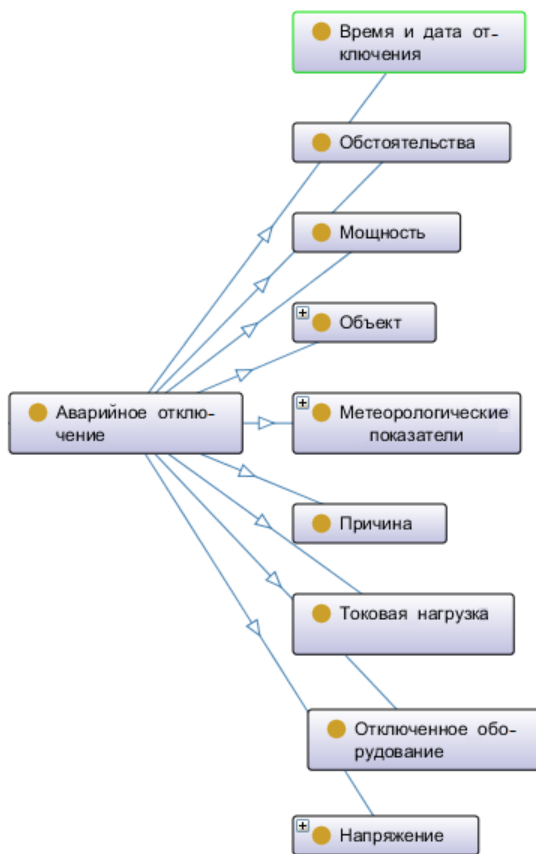 Время и дата от-
ключения
Обстоятельства
Мощность
Объект
Аварийное отклю-
чение
Метеорологические
показатели
Причина
Токовая нагрузка
Отключенное обо-
рудование
Напряжение